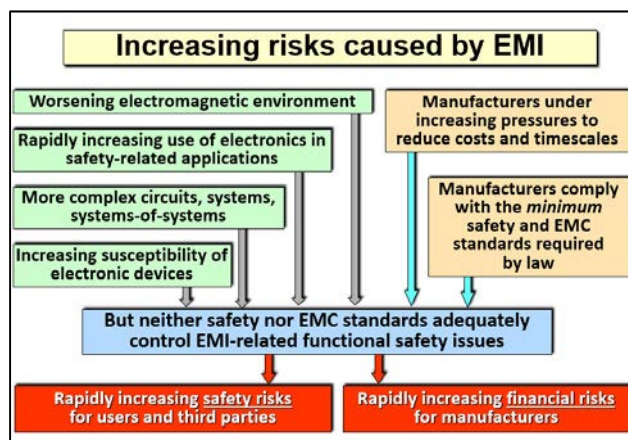 Increasing risks caused by EMI
Worsening electromagnetic environment
Rapidly increasing use of electronics in
safety-related applications
More complex circuits, systems,
systems-of-systems
Increasing susceptibility of
electronic devices
Manufacturers under
increasing pressures to
reduce costs and timescales
Manufacturers comply
with the minimum
safety and EMC
standards required
by law
But neither safety nor EMC standards adequately
control EMI-related functional safety issues
Rapidly increasing safety risks
for users and third parties
Rapidly increasing financial risks
for manufacturers